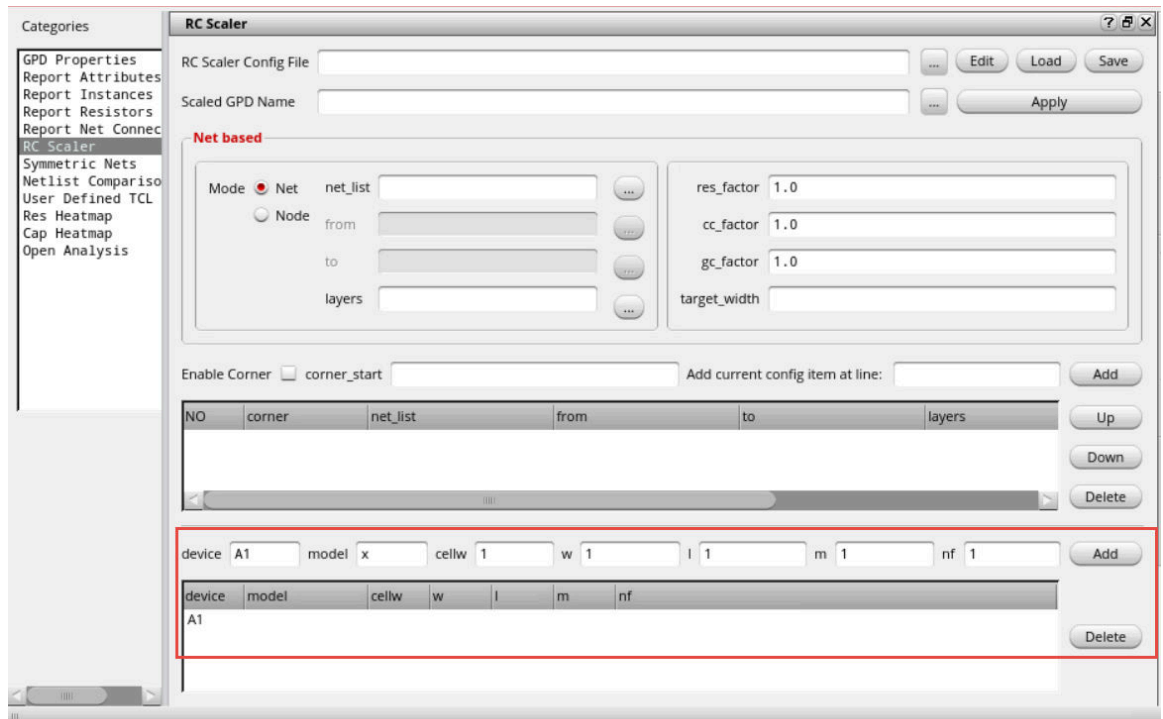 Categories
GPD Properties
Report Attributes
Report Instances
Report Resistors
Report Net Connec
RC Scaler
Symmetric Nets
Netlist Compariso
User Defined TCL
Res Heatmap
Cap Heatmap
Open Analysis
RC Scaler
RC Scaler Config File ... Edit Load Save
Scaled GPD Name ... Apply
Net based
Mode Net net_list ... res_factor 1.0
Node from ... cc_factor 1.0
to ... gc_factor 1.0
layers ... target_width
Enable Corner corner_start Add current config item at line: Add
NO corner net_list from to layers Up
Down
Delete
device A1 model x cellw 1 w 1 l 1 m 1 nf 1 Add
device model cellw w l m nf
A1
Delete